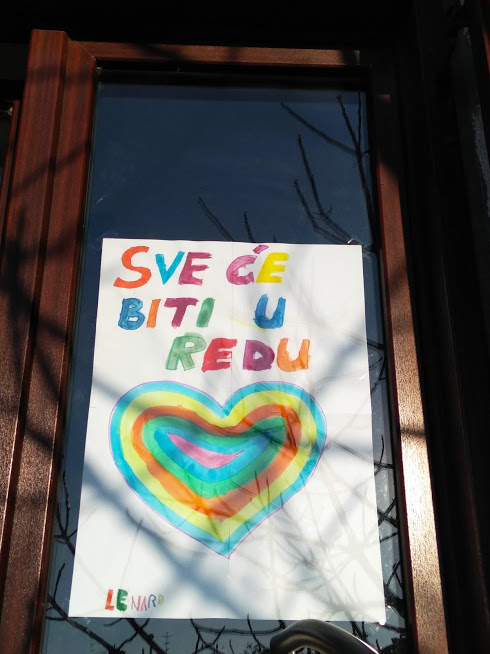 SVE ĆE
BITI U
REDU
LENARD